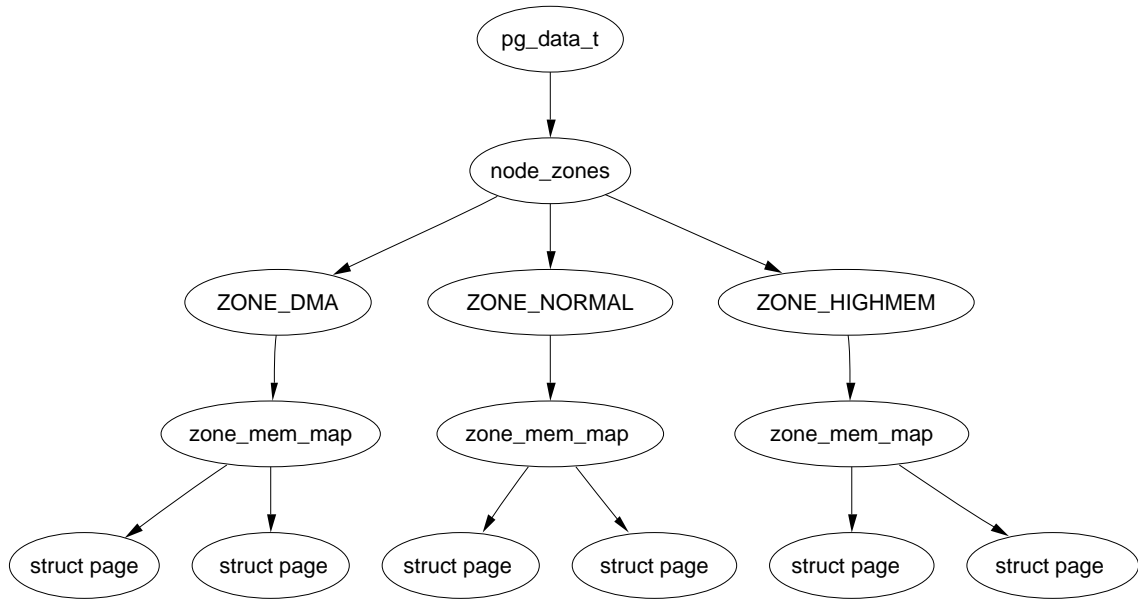 pg_data_t
node_zones
ZONE_DMA
ZONE_NORMAL
ZONE_HIGHMEM
zone_mem_map
zone_mem_map
zone_mem_map
struct page
struct page
struct page
struct page
struct page
struct page